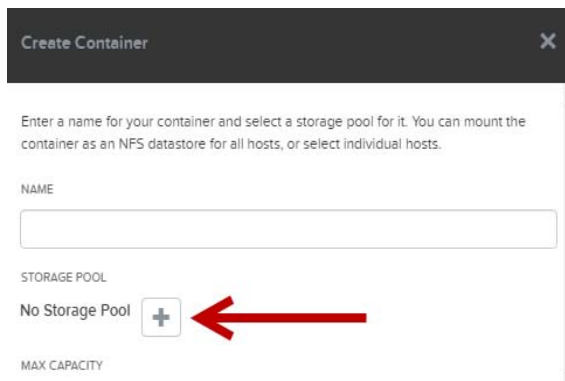 Create Container
Enter a name for your container and select a storage pool for it. You can mount the
container as an NFS datastore for all hosts, or select individual hosts.
NAME
STORAGE POOL
No Storage Pool
MAX CAPACITY